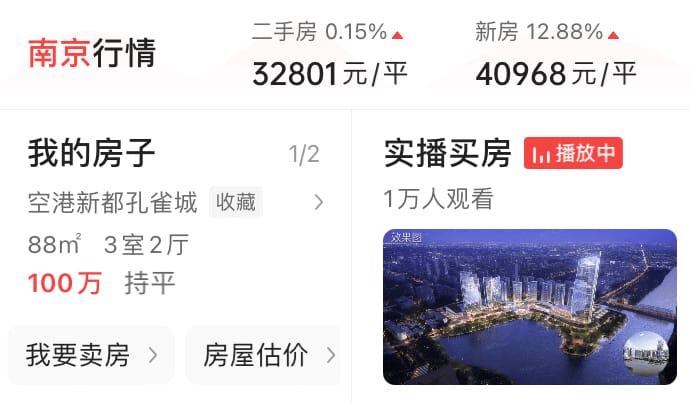 南京行情
二手房 0.15%
32801元/平
新房 12.88%
40968元/平
我的房子
1/2
空港新都孔雀城 收藏
88㎡ 3室2厅
100万 持平
我要卖房
房屋估价
实播买房 播放中
1万人观看
效果图